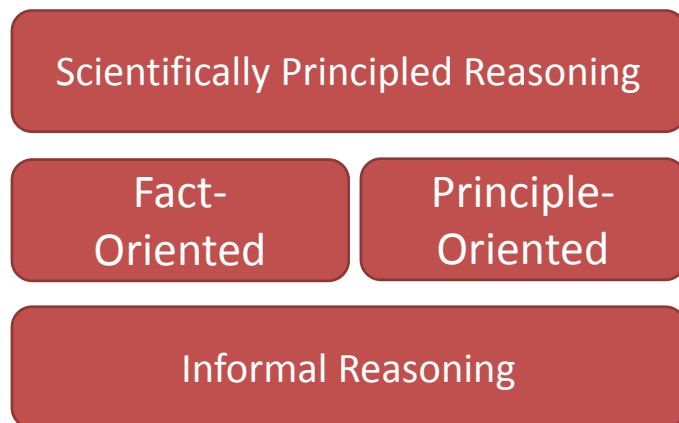 Scientifically Principled Reasoning
Fact-
Oriented
Principle-
Oriented
Informal Reasoning